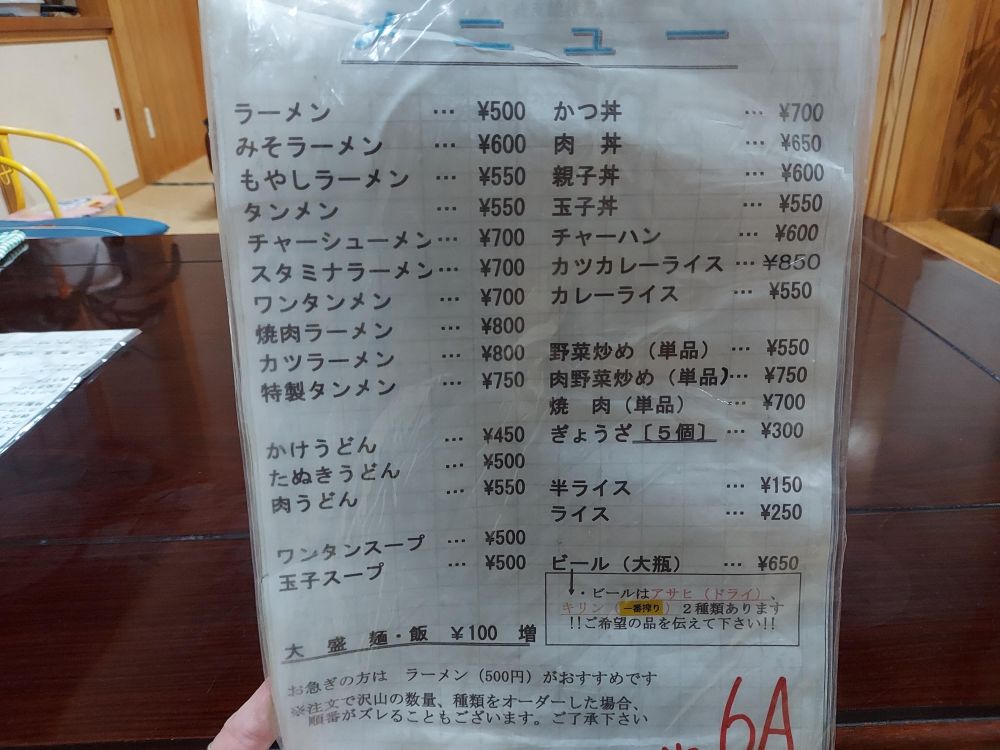 メニュー
ラーメン … ¥500
みそラーメン … ¥600
もやしラーメン … ¥550
タンメン … ¥550
チャーシューメン… ¥700
スタミナラーメン… ¥700
ワンタンメン … ¥700
焼肉ラーメン … ¥800
カツラーメン … ¥800
特製タンメン … ¥750
かけうどん … ¥450
たぬきうどん … ¥500
肉うどん … ¥550
ワンタンスープ … ¥500
玉子スープ … ¥500
大 盛 麺・飯 ¥100 増
かつ丼 … ¥700
肉 丼 … ¥650
親子丼 … ¥600
玉子丼 … ¥550
チャーハン … ¥600
カツカレーライス … ¥850
カレーライス … ¥550
野菜炒め（単品） … ¥550
肉野菜炒め（単品）… ¥750
焼 肉（単品） … ¥700
ぎょうざ［５個］ … ¥300
半ライス … ¥150
ライス … ¥250
ビール（大瓶） … ¥650
・ビールはアサヒ（ドライ）、
キリン（一番搾り）２種類あります
!!ご希望の品を伝えて下さい!!
お急ぎの方は ラーメン（500円）がおすすめです
※注文で沢山の数量、種類をオーダーした場合、
順番がズレることもございます。ご了承下さい
6A